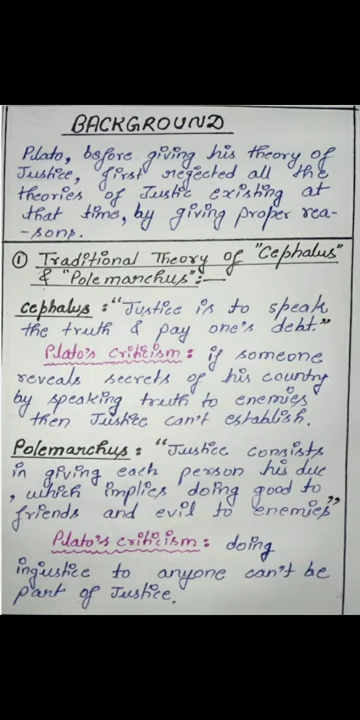 BACKGROUND
Plato, before giving his theory of
Justice, first neglected all the
theories of Justic existing at
that time, by giving proper rea-
-sons.
① Traditional Theory of "Cephalus"
& "Polemanchus":—
cephalus: "Justice is to speak
the truth & pay one's debt."
Plato's criticism: if someone
reveals secrets of his country
by speaking truth to enemies
then Justice can't establish.
Polemarchus: "Justice consists
in giving each person his due
, which implies doing good to
friends and evil to enemies"
Plato's criticism: doing
injustice to anyone can't be
part of Justice.